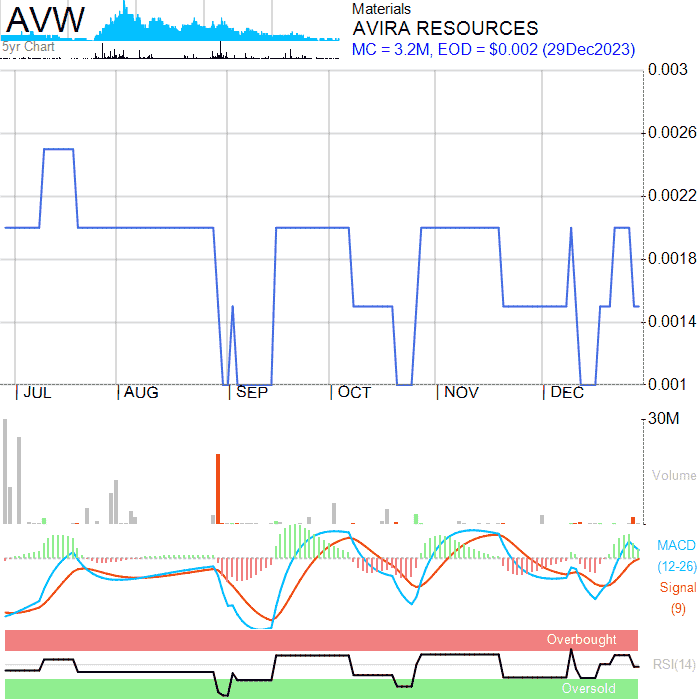 AVW
5yr Chart
Materials
AVIRA RESOURCES
MC = 3.2M, EOD = $0.002 (29Dec2023)
0.003
0.0026
0.0022
0.0018
0.0014
0.001
JUL AUG SEP OCT NOV DEC
30M
Volume
MACD
(12-26)
Signal
(9)
Overbought
RSI(14)
Oversold